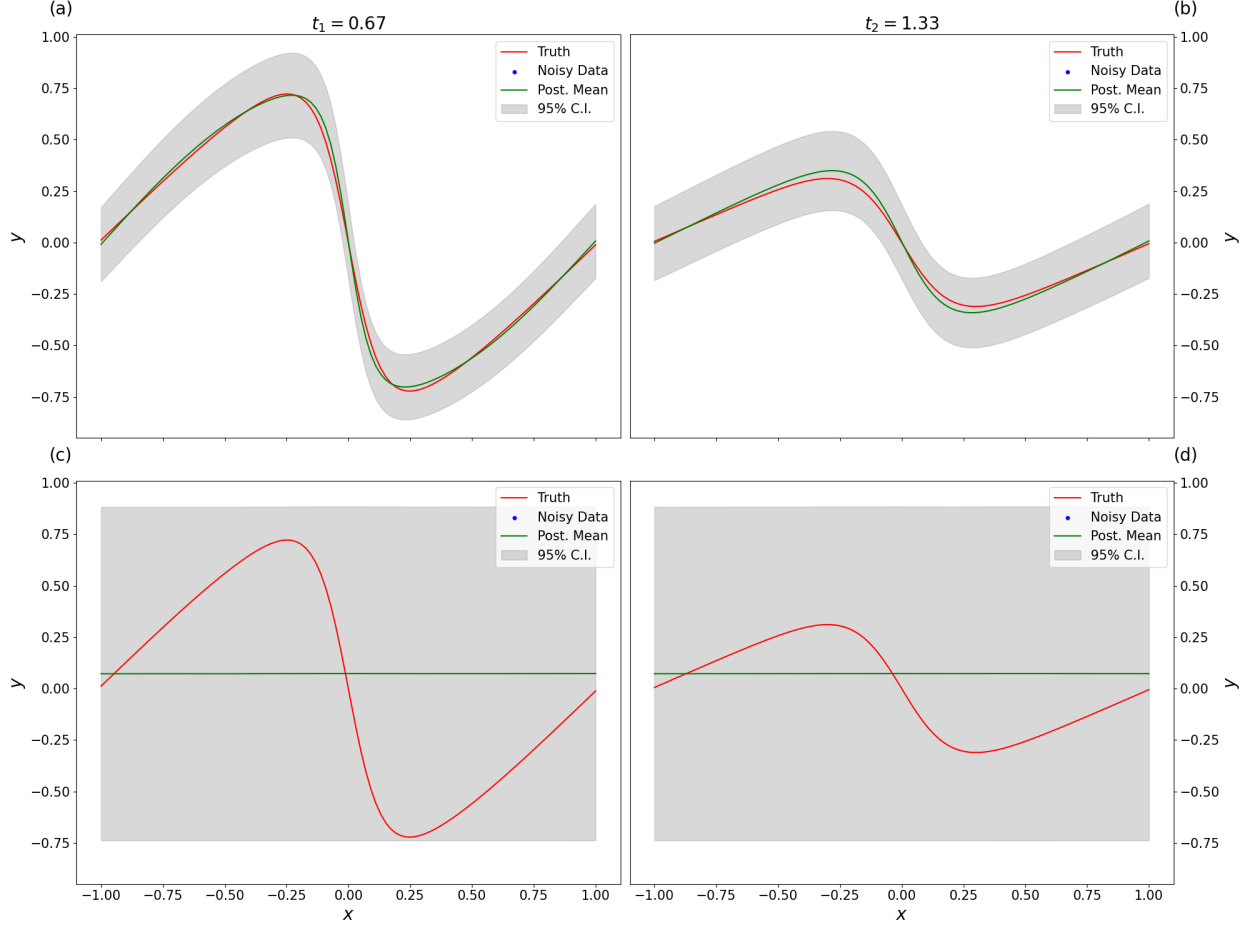 (a)
t₁ = 0.67
t₂ = 1.33
(b)
1.00
0.75
0.50
0.25
0.00
−0.25
−0.50
−0.75
y
Truth
Noisy Data
Post. Mean
95% C.I.
Truth
Noisy Data
Post. Mean
95% C.I.
1.00
0.75
0.50
0.25
0.00
−0.25
−0.50
−0.75
y
(c)
(d)
1.00
0.75
0.50
0.25
0.00
−0.25
−0.50
−0.75
y
Truth
Noisy Data
Post. Mean
95% C.I.
Truth
Noisy Data
Post. Mean
95% C.I.
1.00
0.75
0.50
0.25
0.00
−0.25
−0.50
−0.75
y
−1.00 −0.75 −0.50 −0.25 0.00 0.25 0.50 0.75 1.00
x
−1.00 −0.75 −0.50 −0.25 0.00 0.25 0.50 0.75 1.00
x